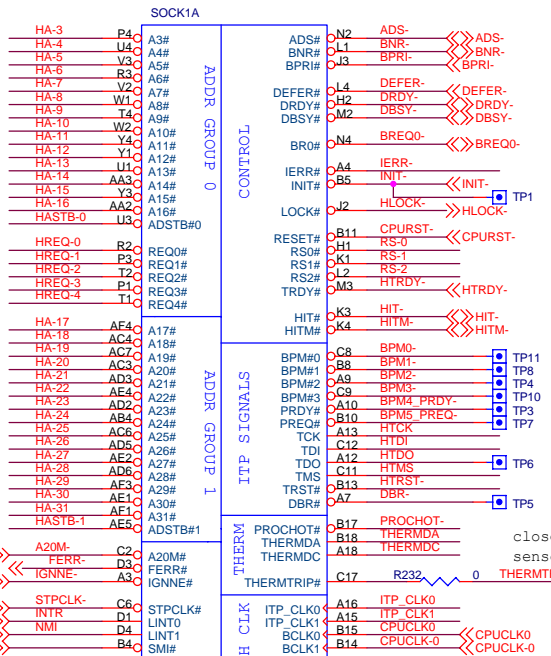 SOCK1A
HA-3 P4 A3#
HA-4 U4 A4#
HA-5 V3 A5#
HA-6 R3 A6#
HA-7 V2 A7#
HA-8 W1 A8#
HA-9 T4 A9#
HA-10 W2 A10#
HA-11 Y4 A11#
HA-12 Y1 A12#
HA-13 U1 A13#
HA-14 AA3 A14#
HA-15 Y3 A15#
HA-16 AA2 A16#
HASTB-0 U3 ADSTB#0
HREQ-0 R2 REQ0#
HREQ-1 P3 REQ1#
HREQ-2 T2 REQ2#
HREQ-3 P1 REQ3#
HREQ-4 T1 REQ4#
ADDR GROUP 0
HA-17 AF4 A17#
HA-18 AC4 A18#
HA-19 AC7 A19#
HA-20 AC3 A20#
HA-21 AD3 A21#
HA-22 AE4 A22#
HA-23 AD2 A23#
HA-24 AB4 A24#
HA-25 AC6 A25#
HA-26 AD5 A26#
HA-27 AE2 A27#
HA-28 AD6 A28#
HA-29 AF3 A29#
HA-30 AE1 A30#
HA-31 AF1 A31#
HASTB-1 AE5 ADSTB#1
ADDR GROUP 1
A20M- C2 A20M#
FERR- D3 FERR#
IGNNE- A3 IGNNE#
STPCLK- C6 STPCLK#
INTR D1 LINT0
NMI D4 LINT1
B4 SMI#
CONTROL
ADS# N2 ADS- ADS-
BNR# L1 BNR- BNR-
BPRI# J3 BPRI- BPRI-
DEFER# L4 DEFER- DEFER-
DRDY# H2 DRDY- DRDY-
DBSY# M2 DBSY- DBSY-
BR0# N4 BREQ0- BREQ0-
IERR# A4 IERR-
INIT# B5 INIT- INIT-
TP1
LOCK# J2 HLOCK- HLOCK-
RESET# B11 CPURST- CPURST-
RS0# H1 RS-0
RS1# K1 RS-1
RS2# L2 RS-2
TRDY# M3 HTRDY- HTRDY-
HIT# K3 HIT- HIT-
HITM# K4 HITM- HITM-
ITP SIGNALS
BPM#0 C8 BPM0- TP11
BPM#1 B8 BPM1- TP8
BPM#2 A9 BPM2- TP4
BPM#3 C9 BPM3- TP10
PRDY# A10 BPM4_PRDY- TP3
PREQ# B10 BPM5_PREQ- TP7
TCK A13 HTCK
TDI C12 HTDI
TDO A12 HTDO TP6
TMS C11 HTMS
TRST# B13 HTRST-
DBR# A7 DBR- TP5
THERM
PROCHOT# B17 PROCHOT-
THERMDA B18 THERMDA
THERMDC A18 THERMDC
THERMTRIP# C17 R232 0
H CLK
ITP_CLK0 A16 ITP_CLK0
ITP_CLK1 A15 ITP_CLK1
BCLK0 B15 CPUCLK0 CPUCLK0
BCLK1 B14 CPUCLK-0 CPUCLK-0